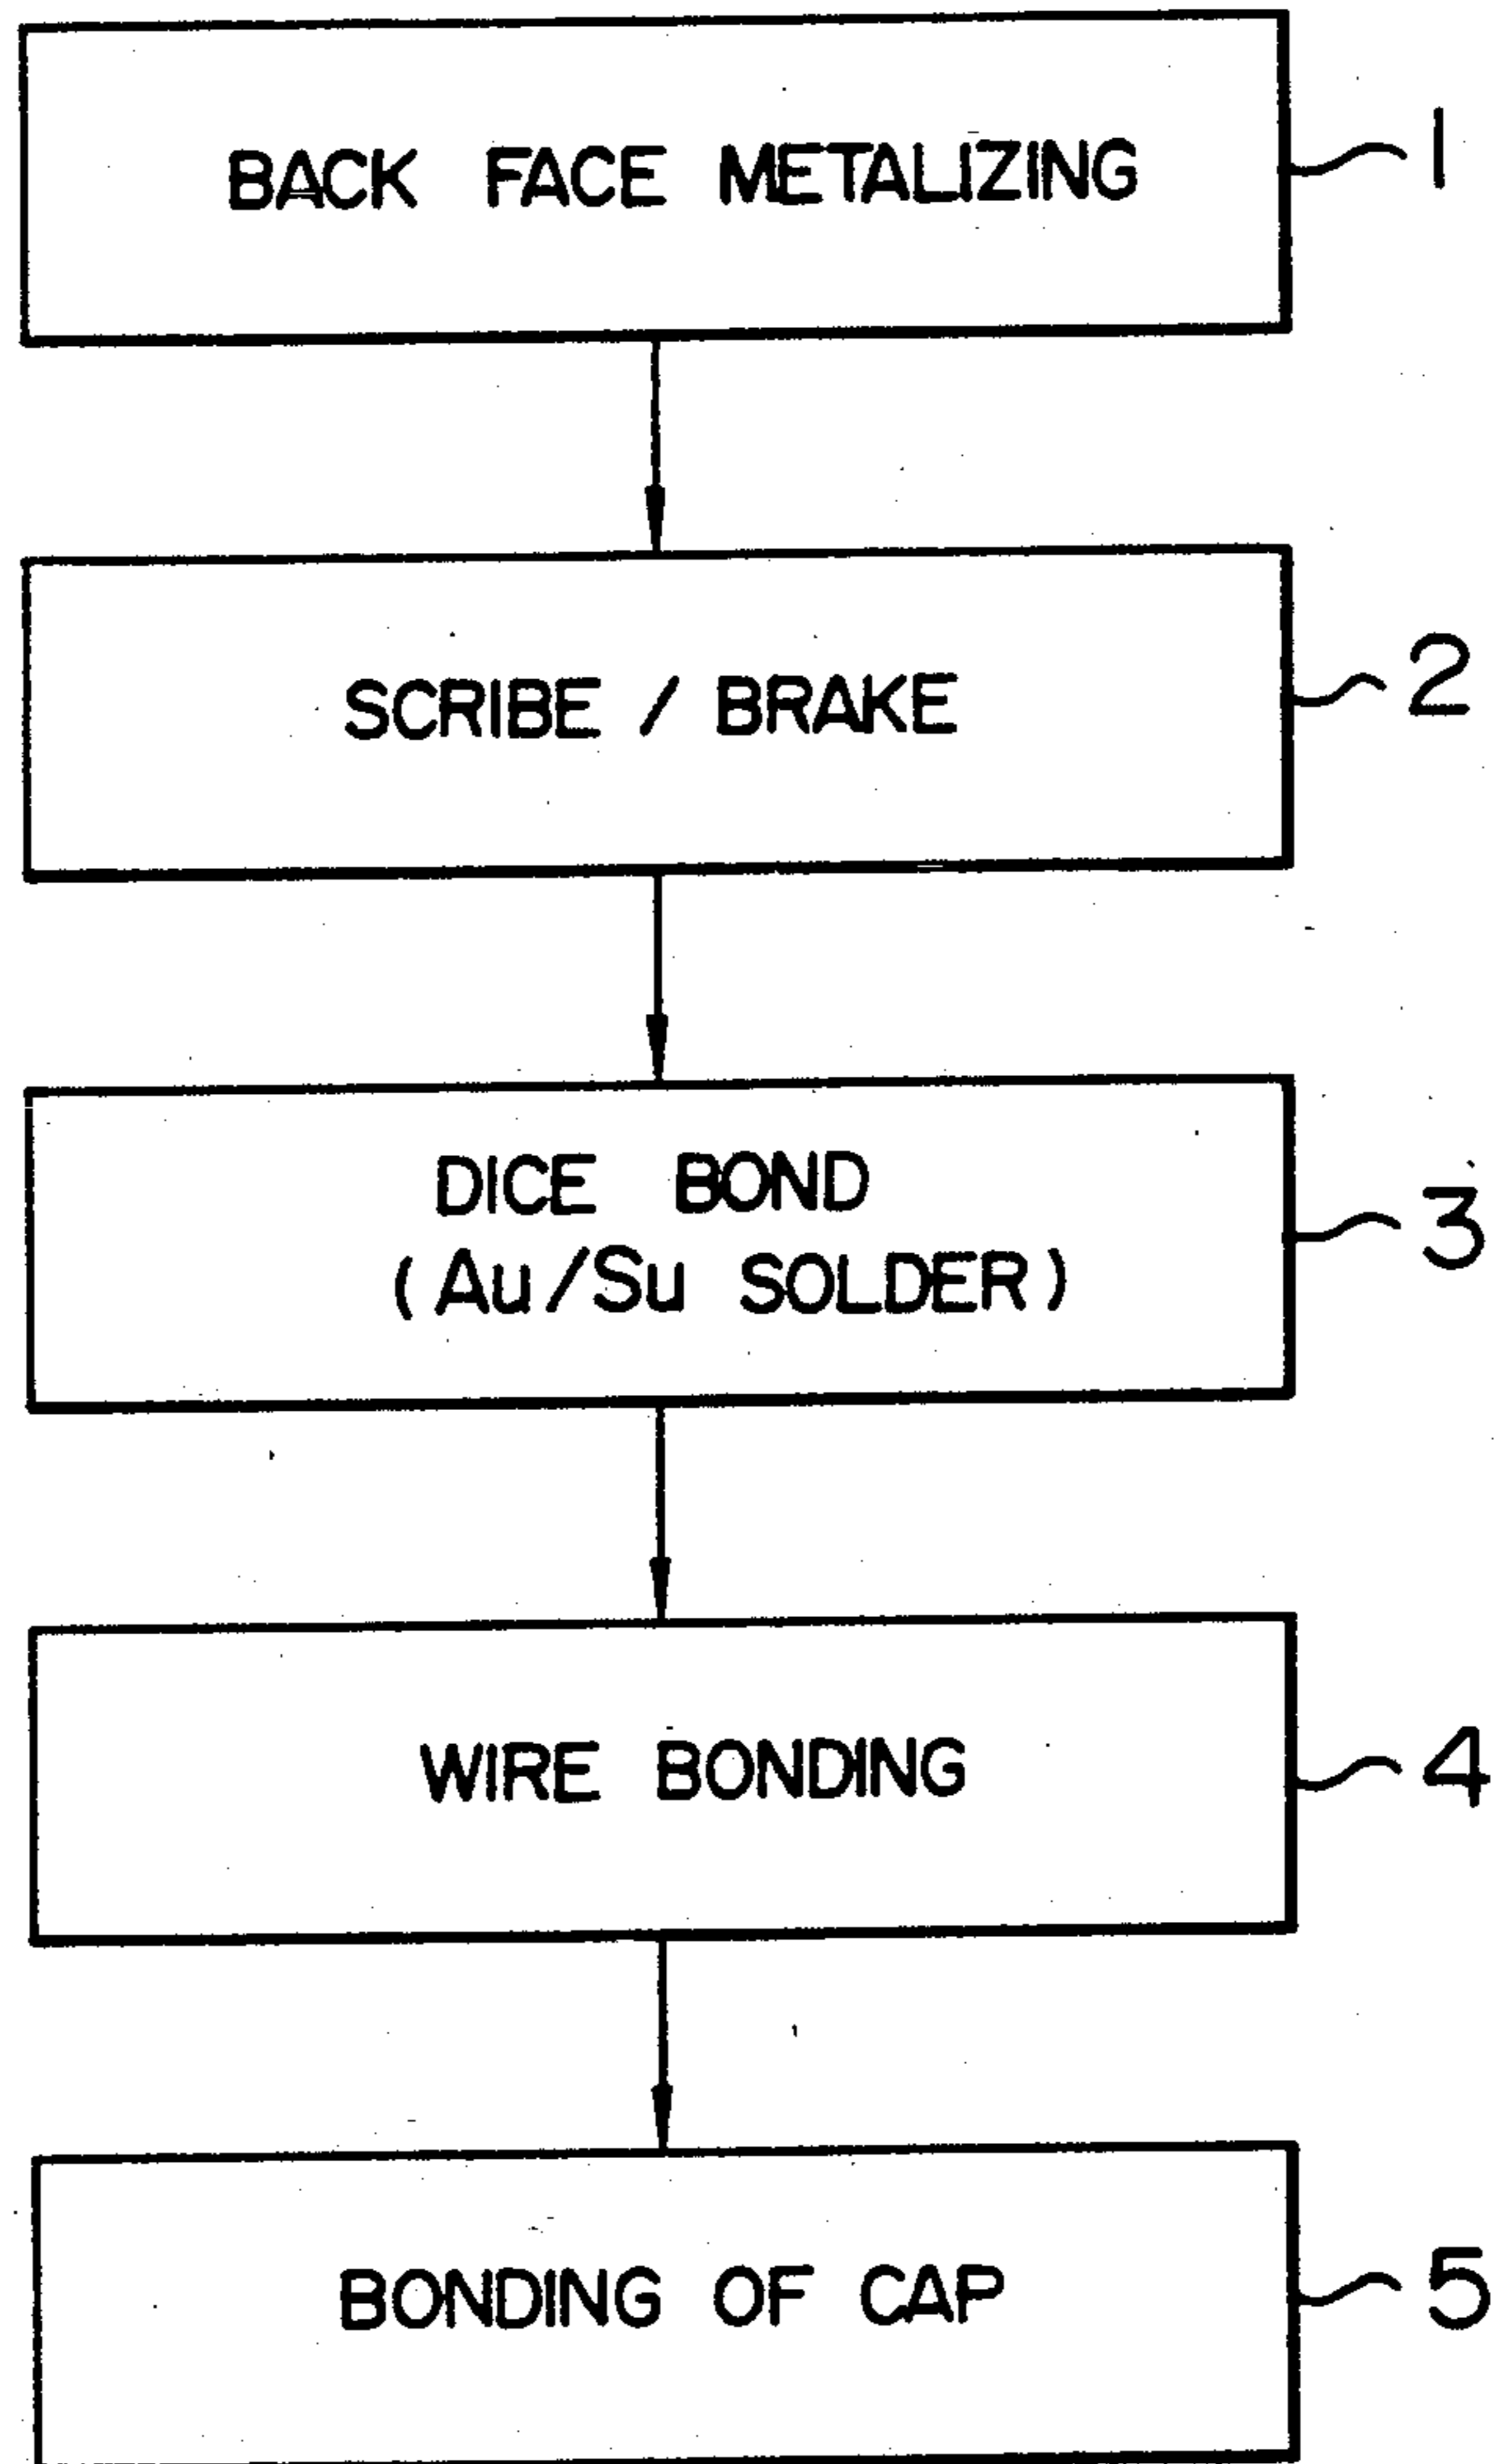 BACK FACE METALIZING
1
SCRIBE / BRAKE
2
DICE BOND
(Au/Su SOLDER)
3
WIRE BONDING
4
BONDING OF CAP
5